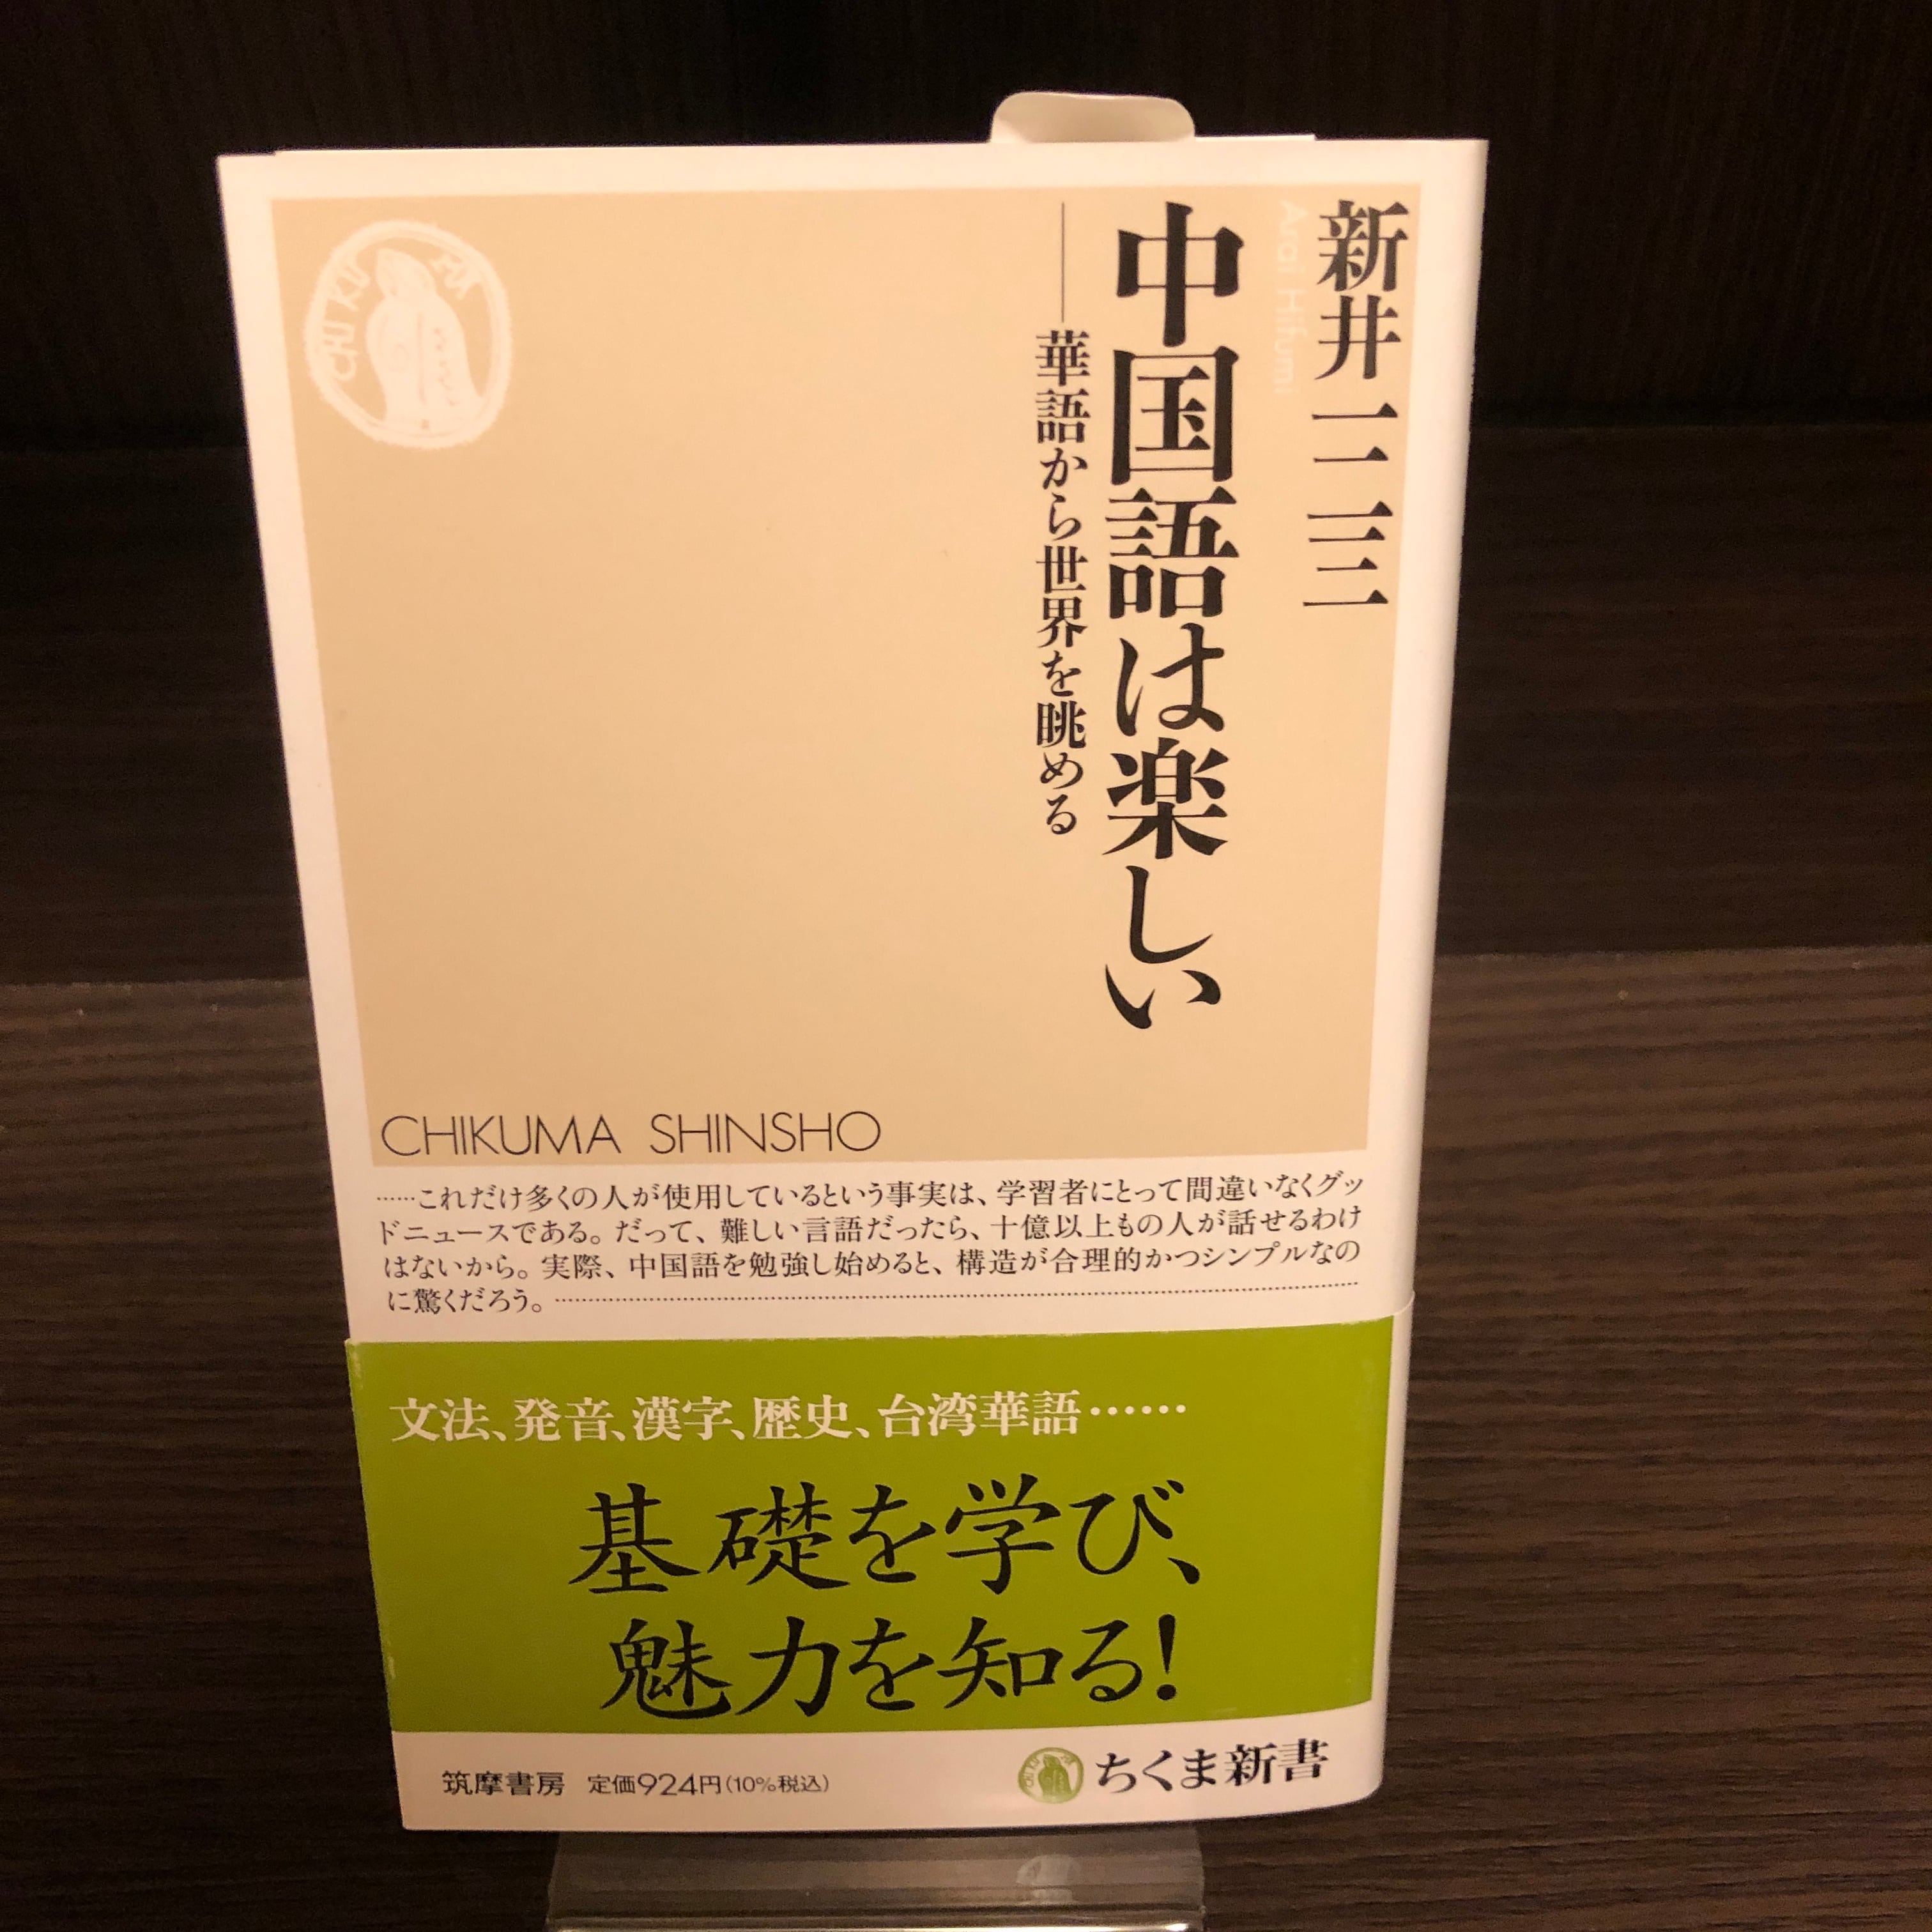 新井一二三
Arai Hifumi
中国語は楽しい
――華語から世界を眺める
CHIKUMA
CHIKUMA SHINSHO
……これだけ多くの人が使用しているという事実は、学習者にとって間違いなくグッ
ドニュースである。だって、難しい言語だったら、十億以上もの人が話せるわけ
はないから。実際、中国語を勉強し始めると、構造が合理的かつシンプルなの
に驚くだろう。
文法、発音、漢字、歴史、台湾華語……
基礎を学び、
魅力を知る!
筑摩書房 定価924円(10%税込)
ちくま新書